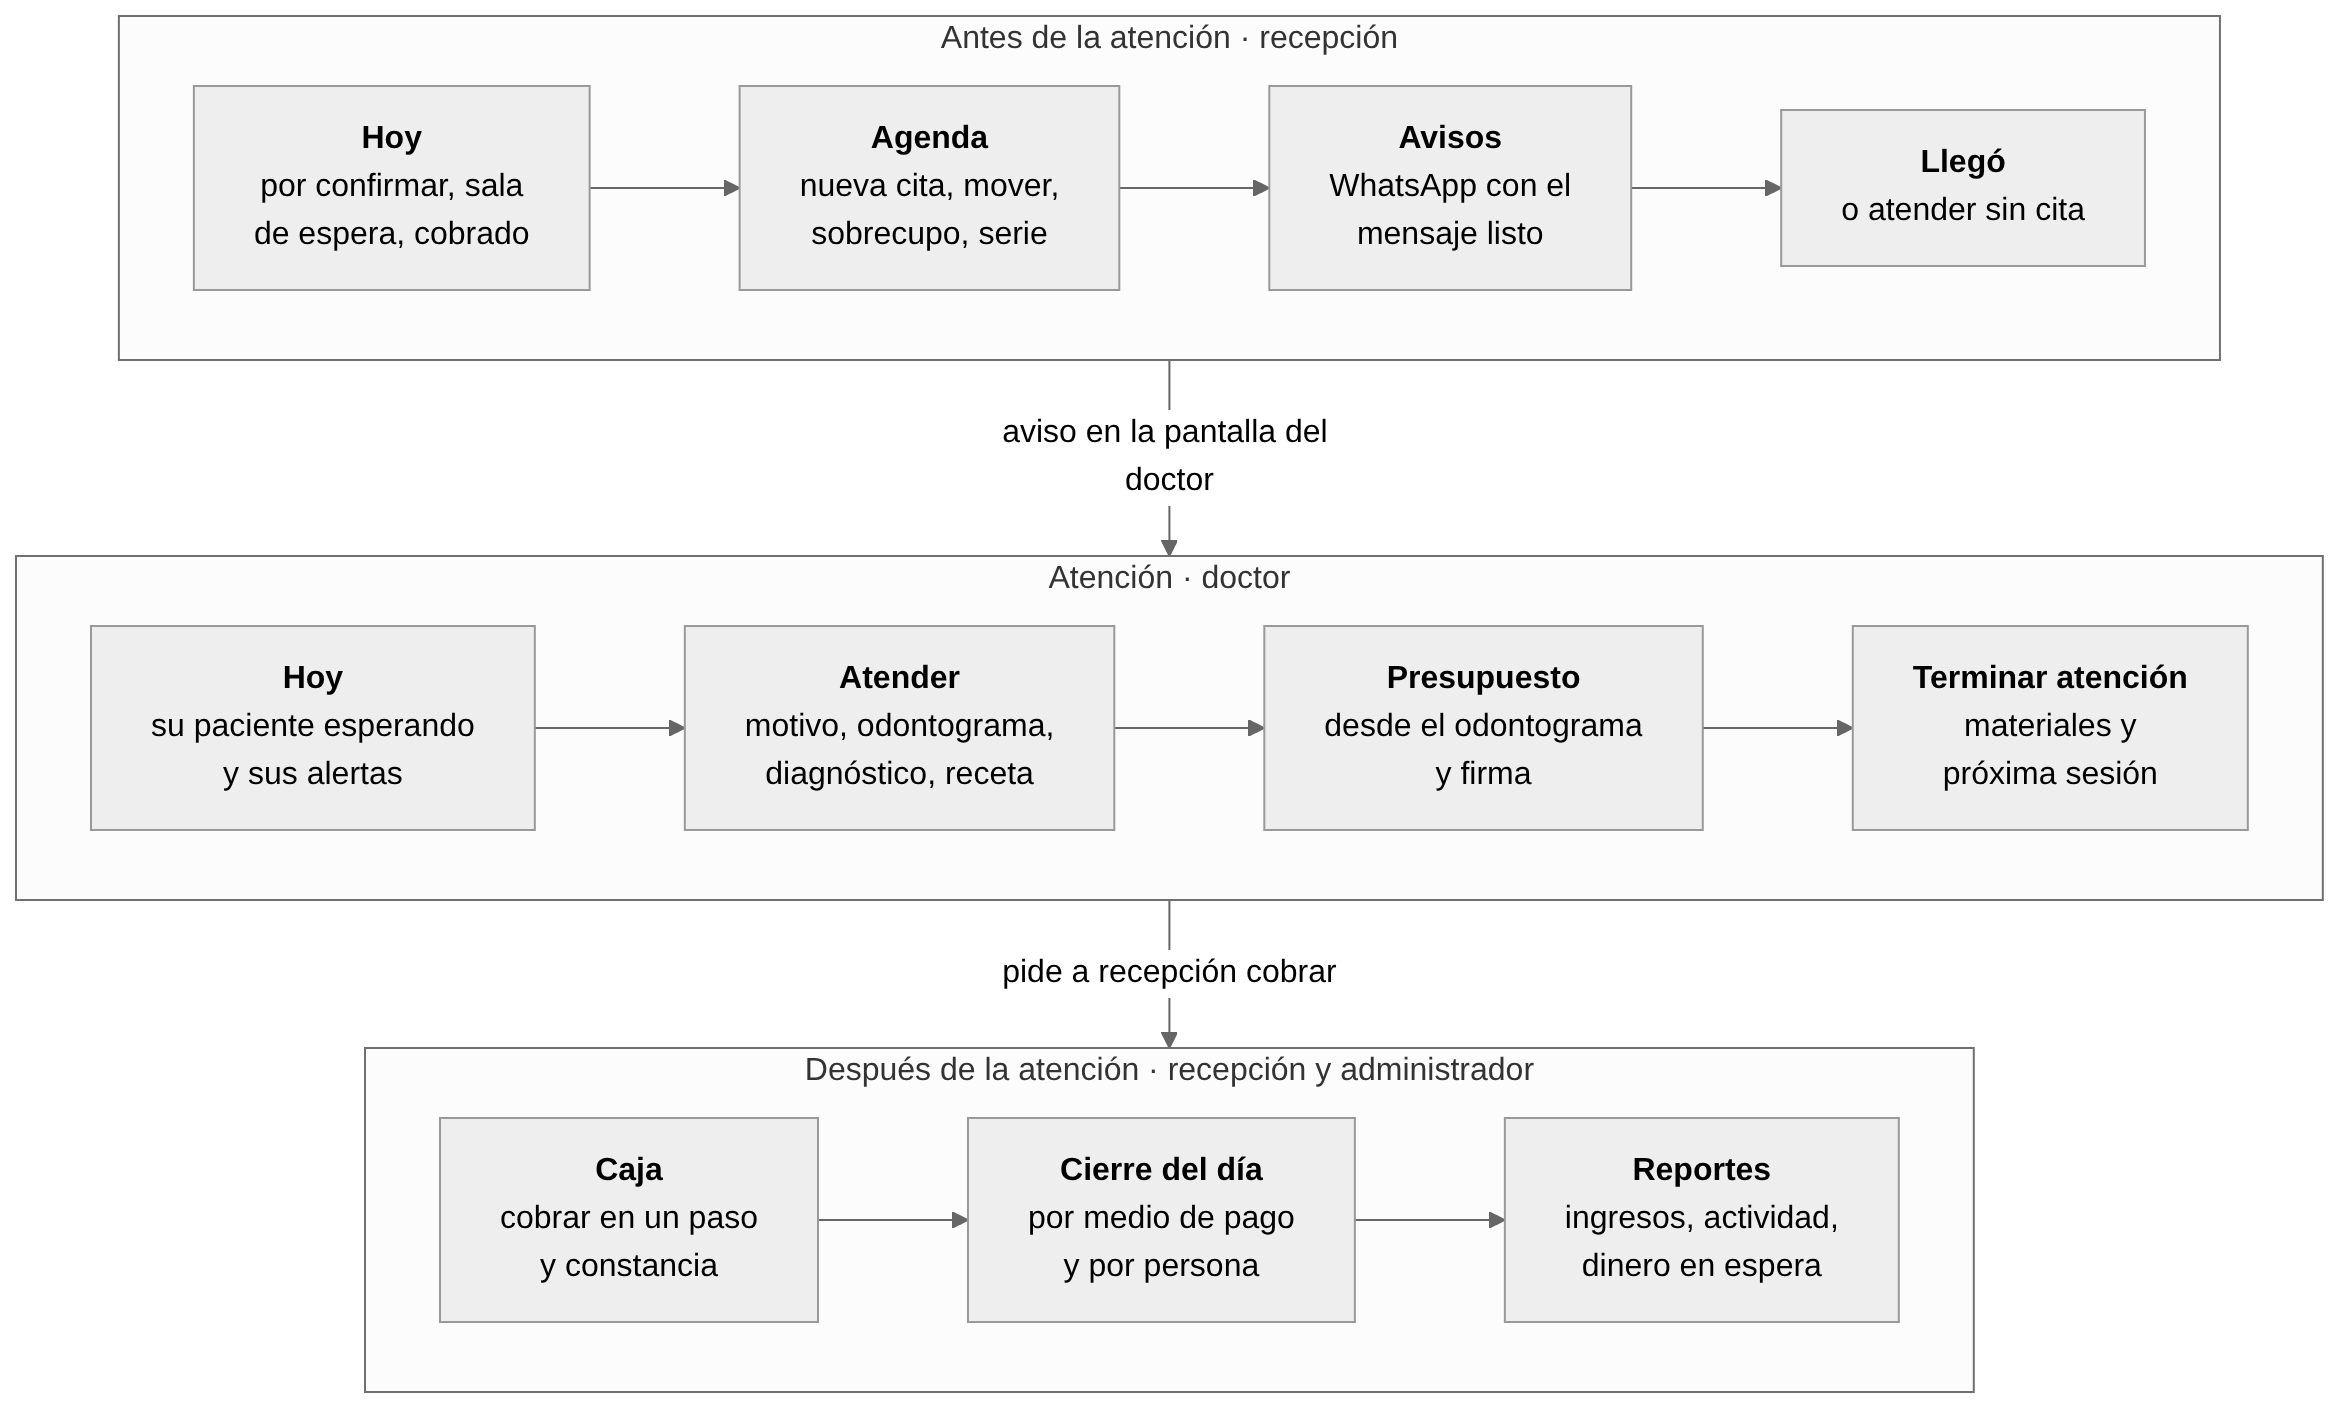 Antes de la atención · recepción
Hoy
por confirmar, sala
de espera, cobrado
Agenda
nueva cita, mover,
sobrecupo, serie
Avisos
WhatsApp con el
mensaje listo
Llegó
o atender sin cita
aviso en la pantalla del
doctor
Atención · doctor
Hoy
su paciente esperando
y sus alertas
Atender
motivo, odontograma,
diagnóstico, receta
Presupuesto
desde el odontograma
y firma
Terminar atención
materiales y
próxima sesión
pide a recepción cobrar
Después de la atención · recepción y administrador
Caja
cobrar en un paso
y constancia
Cierre del día
por medio de pago
y por persona
Reportes
ingresos, actividad,
dinero en espera